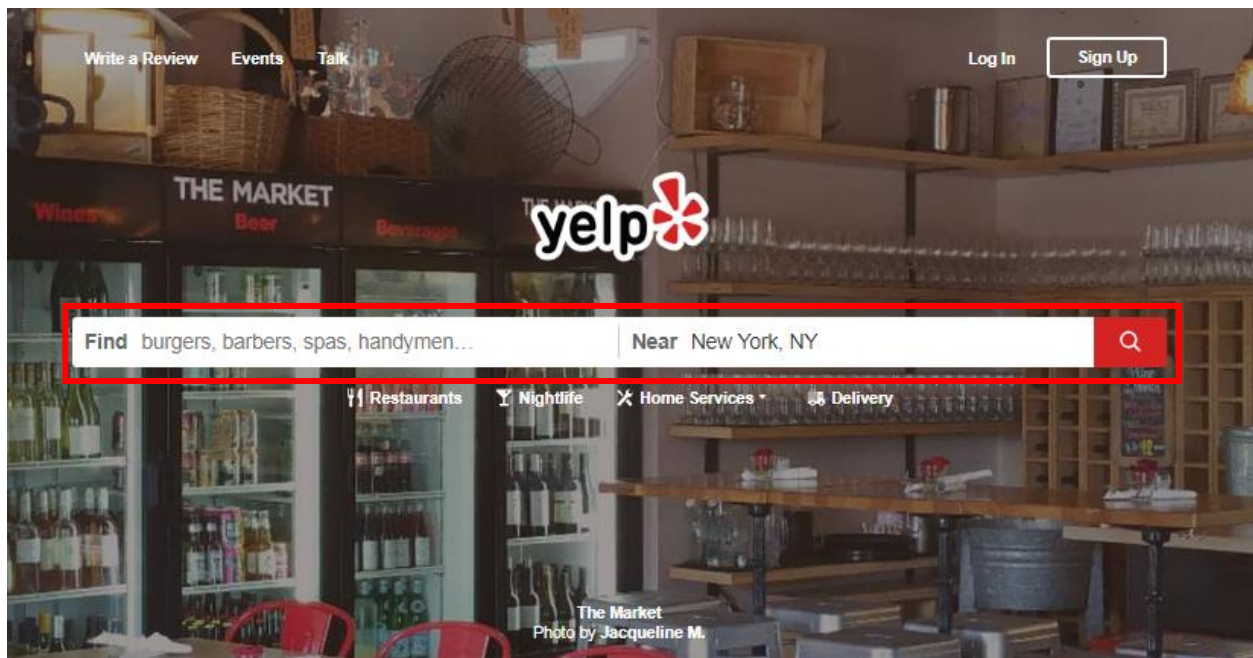 Write a Review Events Talk Log In Sign Up
THE MARKET
Wines Beer Beverages
yelp
Find burgers, barbers, spas, handymen... Near New York, NY
Restaurants Nightlife Home Services Delivery
The Market
Photo by Jacqueline M.